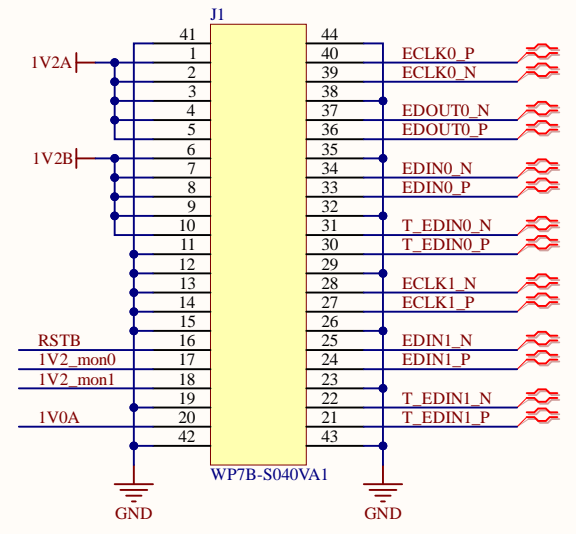 J1
41 44
1 40 ECLK0_P
1V2A
2 39 ECLK0_N
3 38
4 37 EDOUT0_N
5 36 EDOUT0_P
6 35
1V2B
7 34 EDIN0_N
8 33 EDIN0_P
9 32
10 31 T_EDIN0_N
11 30 T_EDIN0_P
12 29
13 28 ECLK1_N
14 27 ECLK1_P
15 26
RSTB 16 25 EDIN1_N
1V2_mon0 17 24 EDIN1_P
1V2_mon1 18 23
19 22 T_EDIN1_N
1V0A 20 21 T_EDIN1_P
42 43
WP7B-S040VA1
GND GND